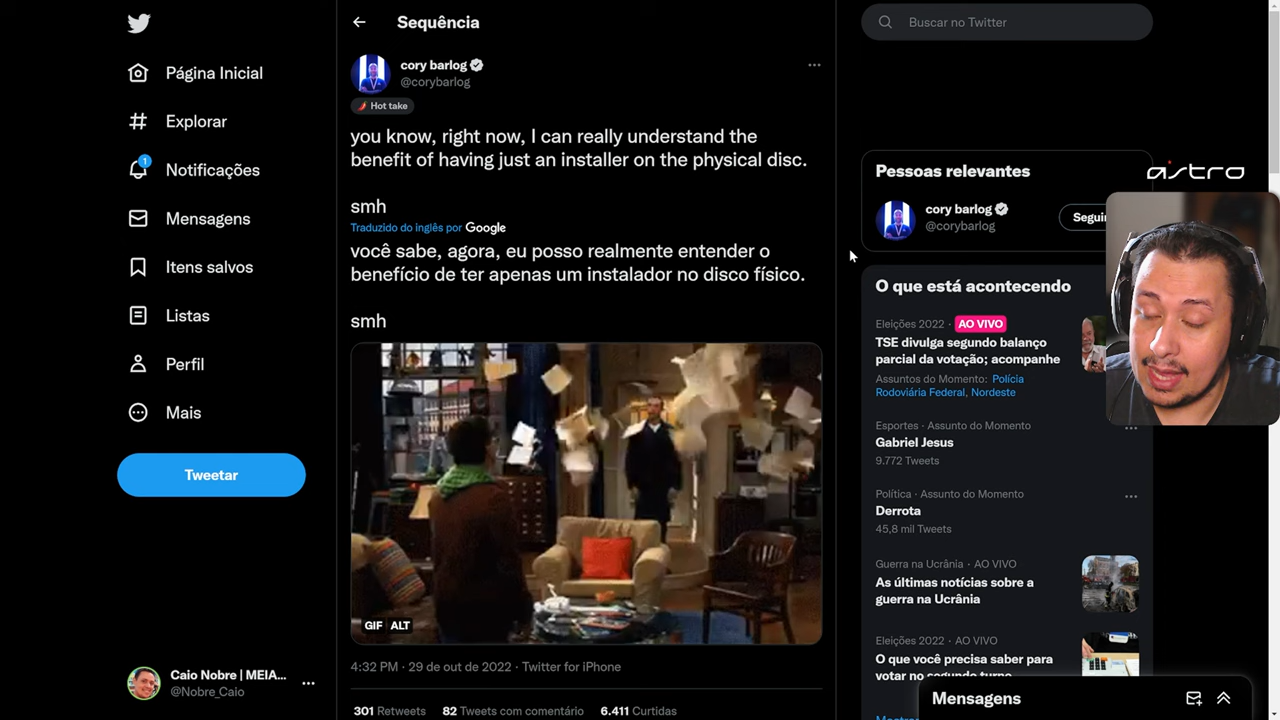 Página Inicial
Explorar
1
Notificações
Mensagens
Itens salvos
Listas
Perfil
Mais
Tweetar
Caio Nobre | MEIA...
@Nobre_Caio
Sequência
cory barlog
@corybarlog
Hot take
you know, right now, I can really understand the
benefit of having just an installer on the physical disc.
smh
Traduzido do inglês por Google
você sabe, agora, eu posso realmente entender o
benefício de ter apenas um instalador no disco físico.
smh
GIF ALT
4:32 PM · 29 de out de 2022 · Twitter for iPhone
301 Retweets 82 Tweets com comentário 6.411 Curtidas
Buscar no Twitter
Pessoas relevantes
astro
cory barlog
@corybarlog
Segui
O que está acontecendo
Eleições 2022 · AO VIVO
TSE divulga segundo balanço
parcial da votação; acompanhe
Assuntos do Momento: Polícia
Rodoviária Federal, Nordeste
Esportes · Assunto do Momento
Gabriel Jesus
9.772 Tweets
Política · Assunto do Momento
Derrota
45,8 mil Tweets
Guerra na Ucrânia · AO VIVO
As últimas notícias sobre a
guerra na Ucrânia
Eleições 2022 · AO VIVO
O que você precisa saber para
votar no segundo turno
Mensagens